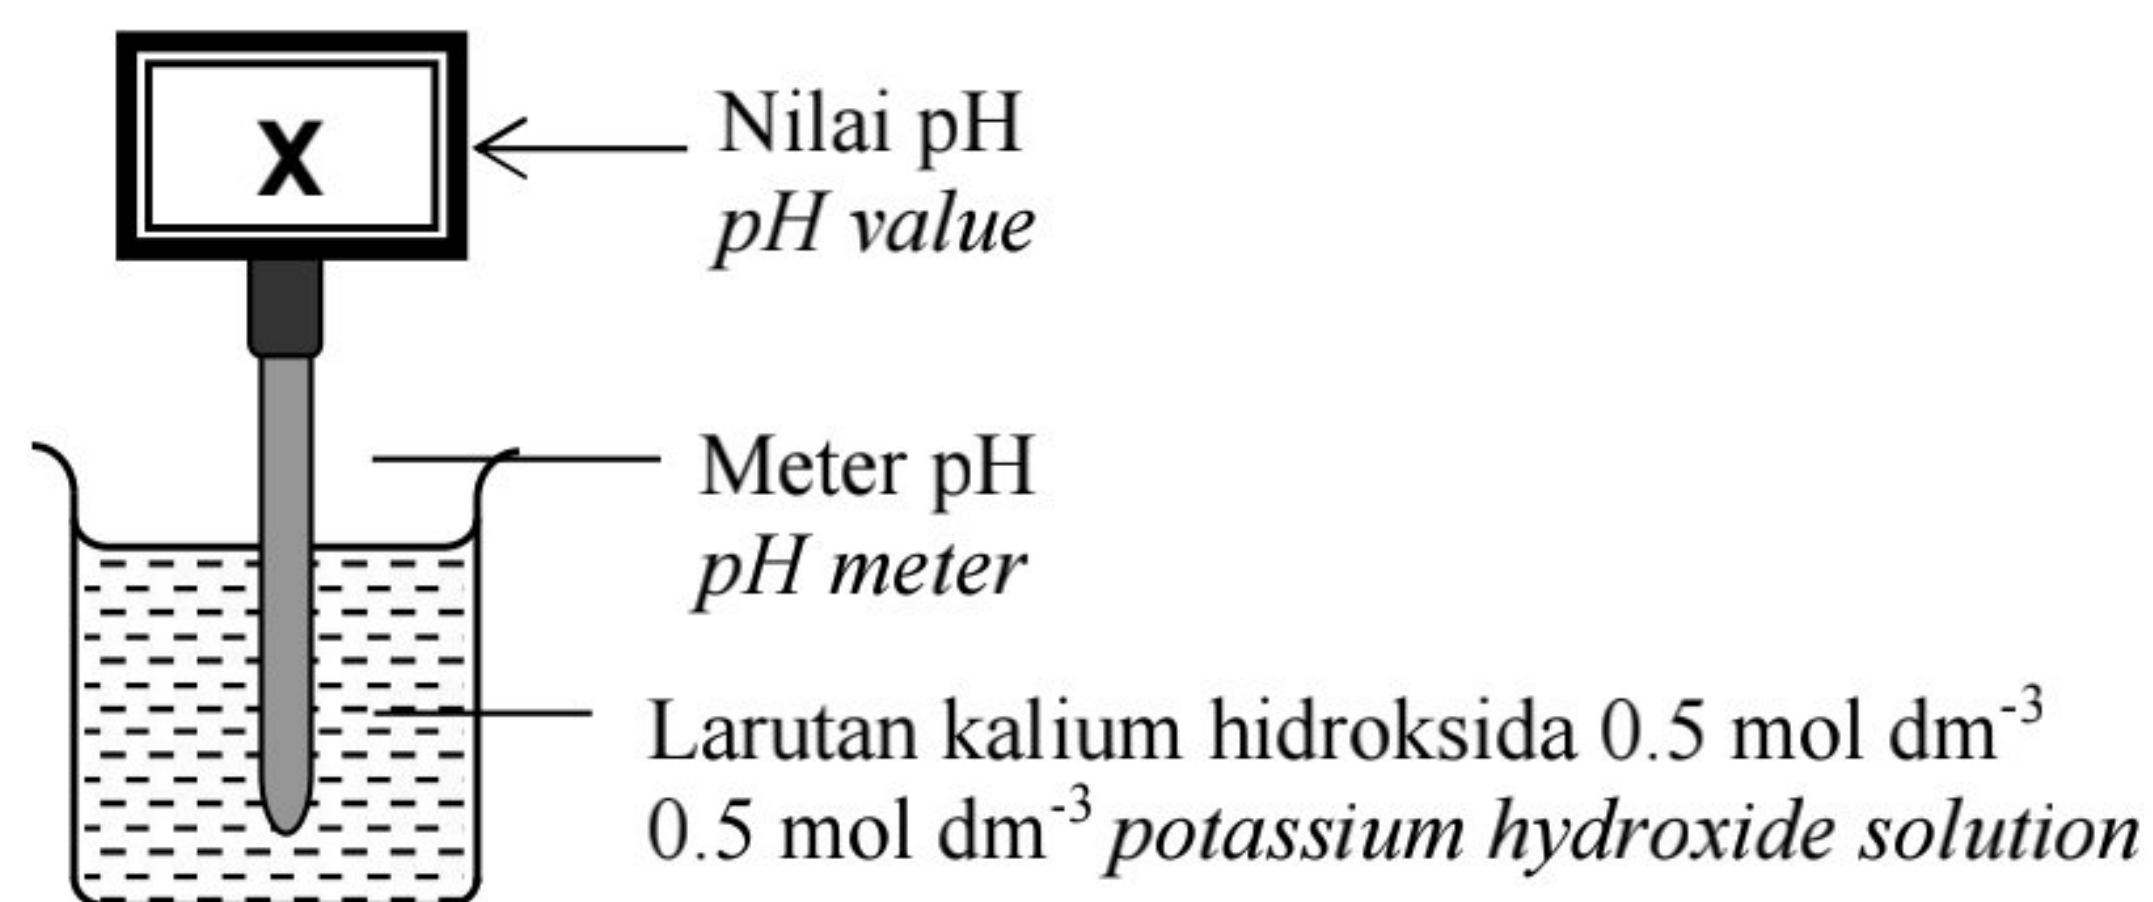 X
Nilai pH
pH value
Meter pH
pH meter
Larutan kalium hidroksida 0.5 mol dm⁻³
0.5 mol dm⁻³ potassium hydroxide solution